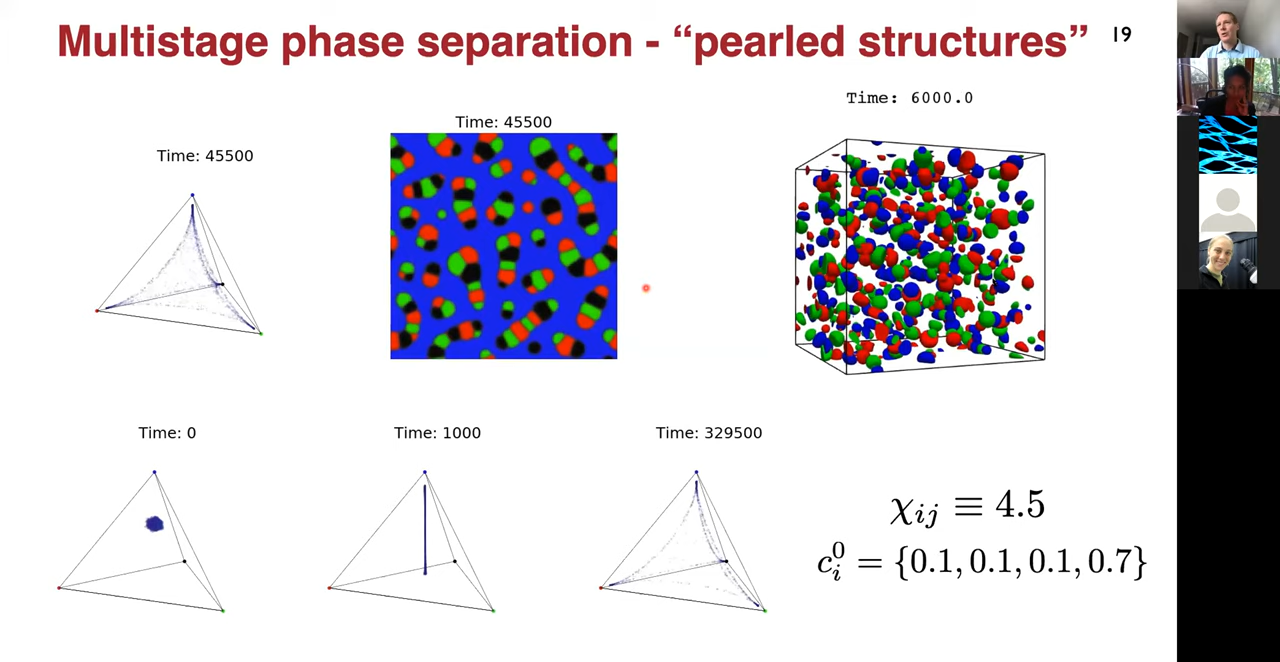 Multistage phase separation - “pearled structures”
19
Time: 6000.0
Time: 45500
Time: 45500
Time: 0
Time: 1000
Time: 329500
χij ≡ 4.5
c⁰i = {0.1, 0.1, 0.1, 0.7}